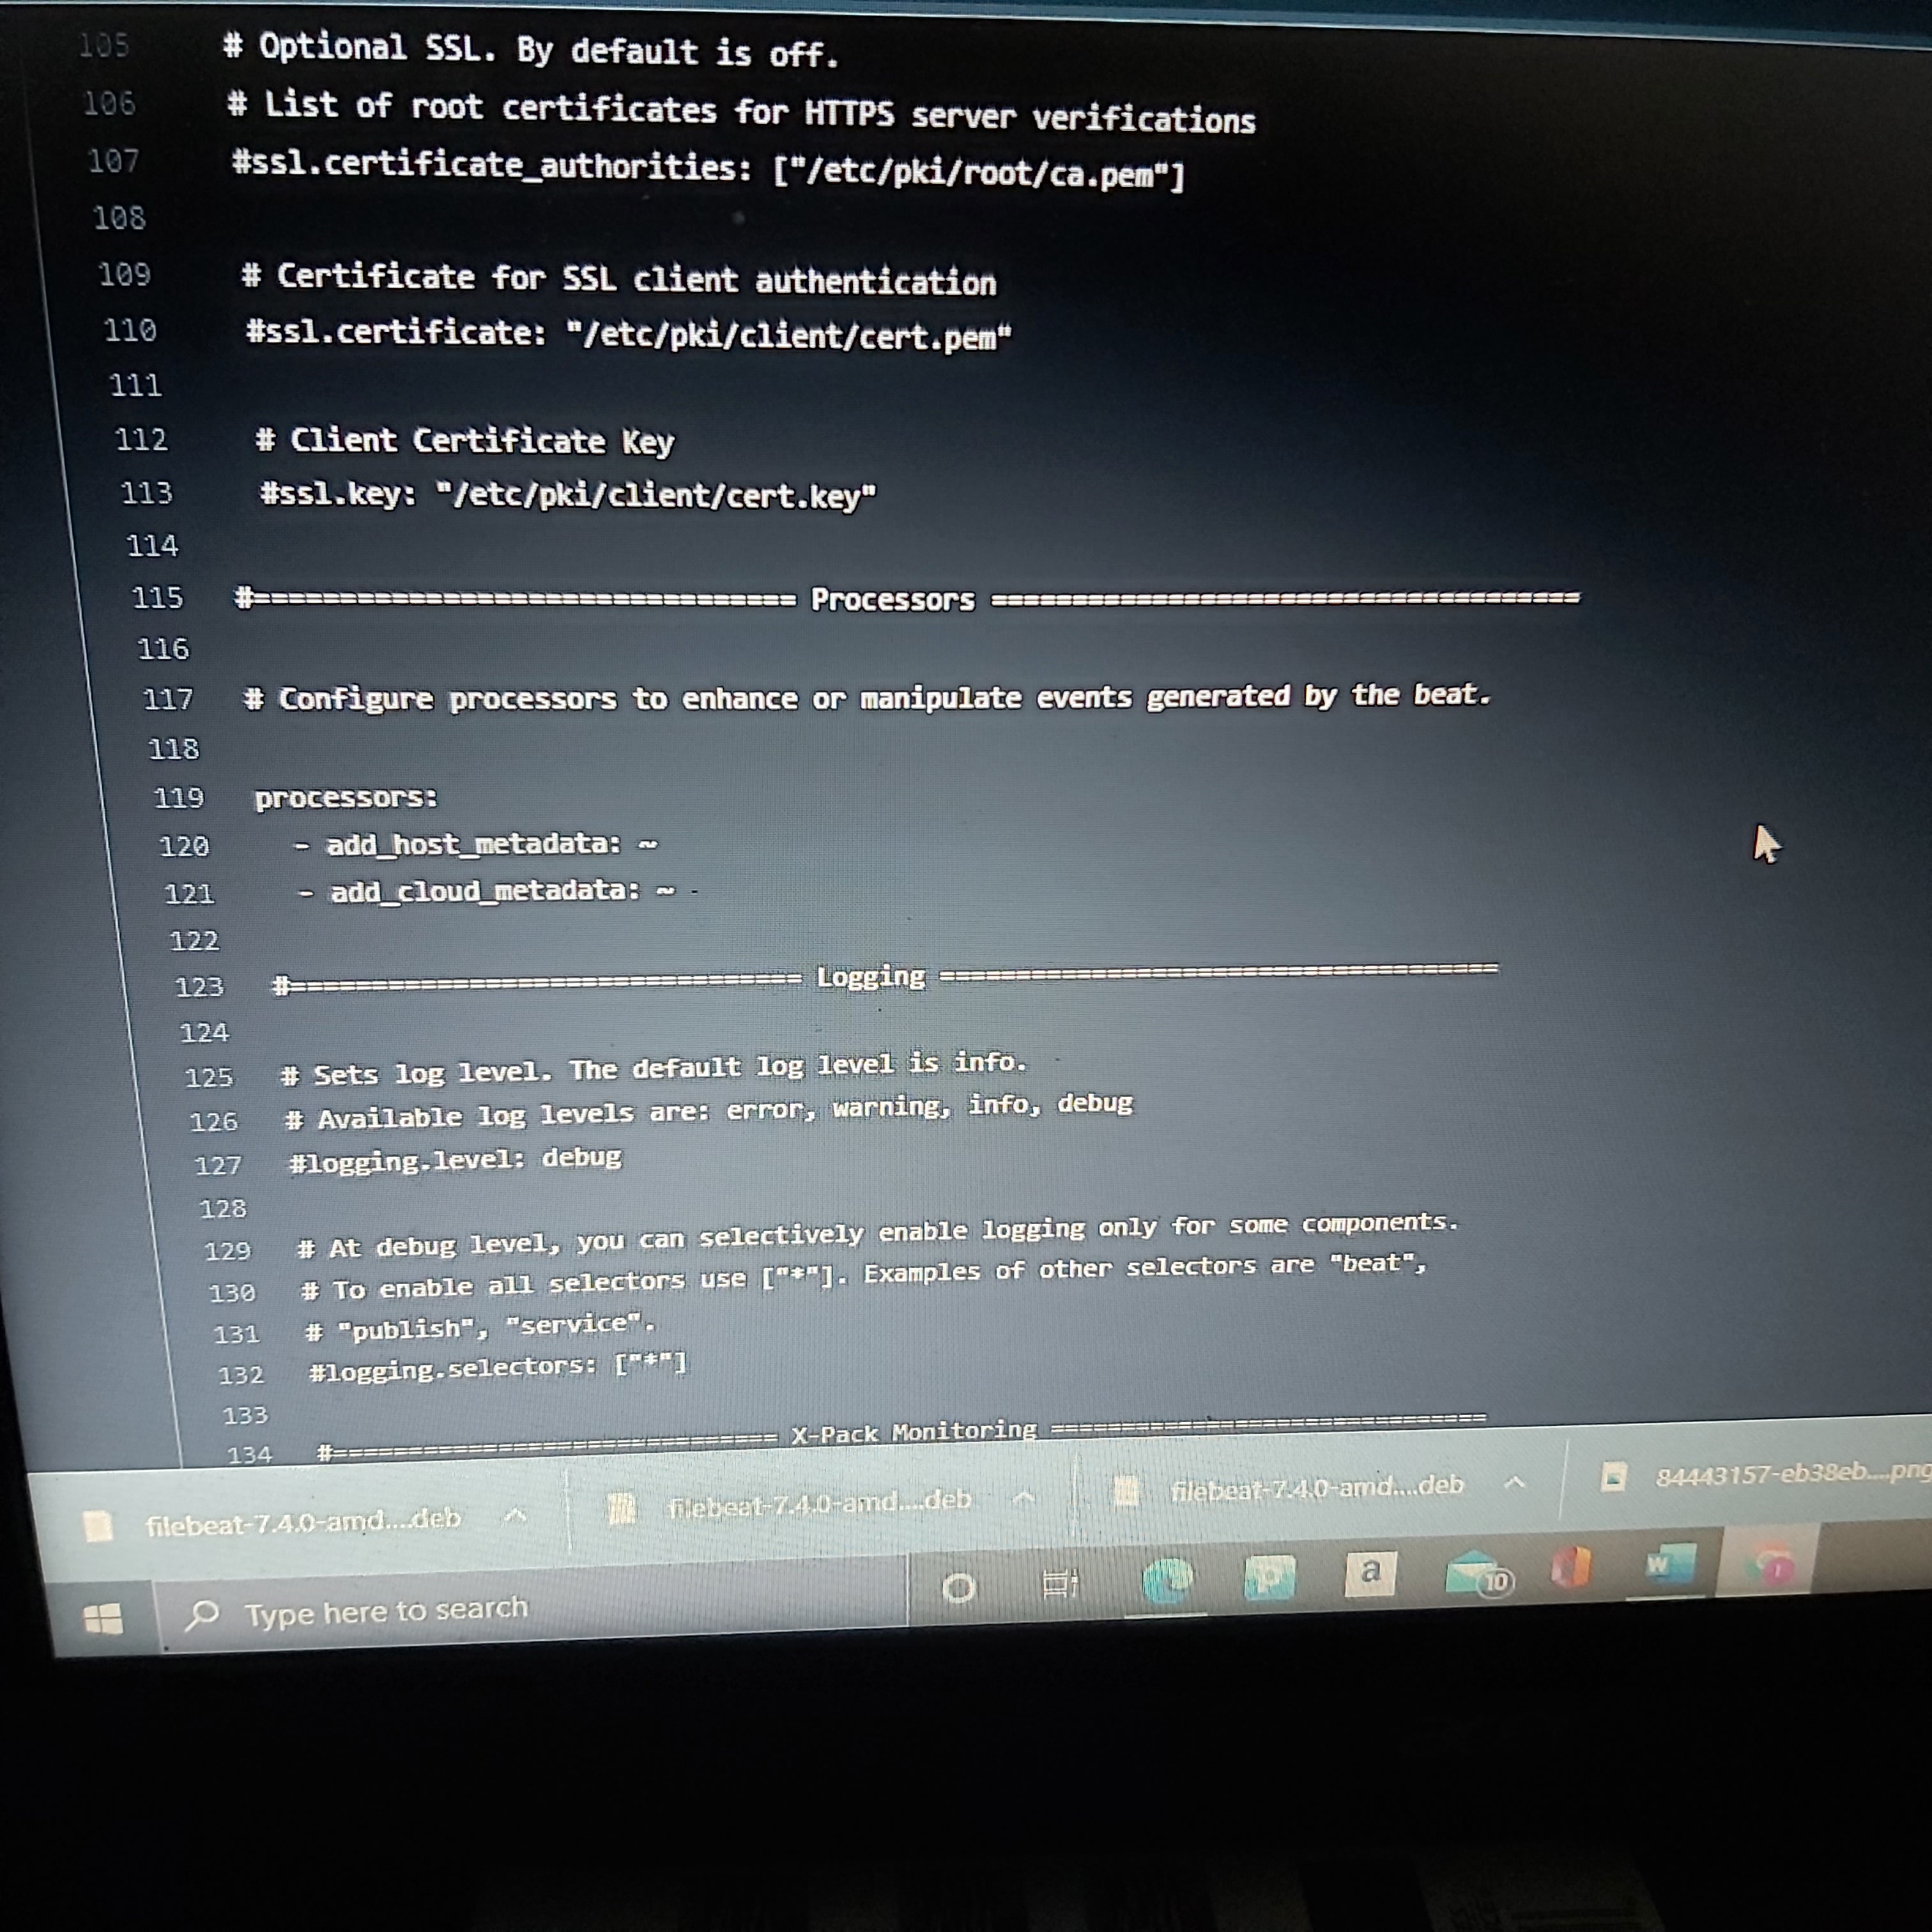 105 # Optional SSL. By default is off.
106 # List of root certificates for HTTPS server verifications
107 #ssl.certificate_authorities: ["/etc/pki/root/ca.pem"]
108
109 # Certificate for SSL client authentication
110 #ssl.certificate: "/etc/pki/client/cert.pem"
111
112 # Client Certificate Key
113 #ssl.key: "/etc/pki/client/cert.key"
114
115 #================================ Processors =====================================
116
117 # Configure processors to enhance or manipulate events generated by the beat.
118
119 processors:
120 - add_host_metadata: ~
121 - add_cloud_metadata: ~
122
123 #================================ Logging =====================================
124
125 # Sets log level. The default log level is info.
126 # Available log levels are: error, warning, info, debug
127 #logging.level: debug
128
129 # At debug level, you can selectively enable logging only for some components.
130 # To enable all selectors use ["*"]. Examples of other selectors are "beat",
131 # "publish", "service".
132 #logging.selectors: ["*"]
133
134 #============================== X-Pack Monitoring ===============================
filebeat-7.4.0-amd....deb filebeat-7.4.0-amd....deb filebeat-7.4.0-amd....deb 84443157-eb38eb....png
Type here to search a 10 W